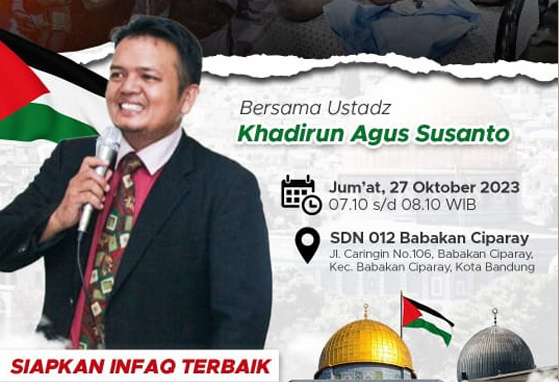 Bersama Ustadz
Khadirun Agus Susanto
Jum'at, 27 Oktober 2023
07.10 s/d 08.10 WIB
SDN 012 Babakan Ciparay
Jl. Caringin No.106, Babakan Ciparay,
Kec. Babakan Ciparay, Kota Bandung
SIAPKAN INFAQ TERBAIK